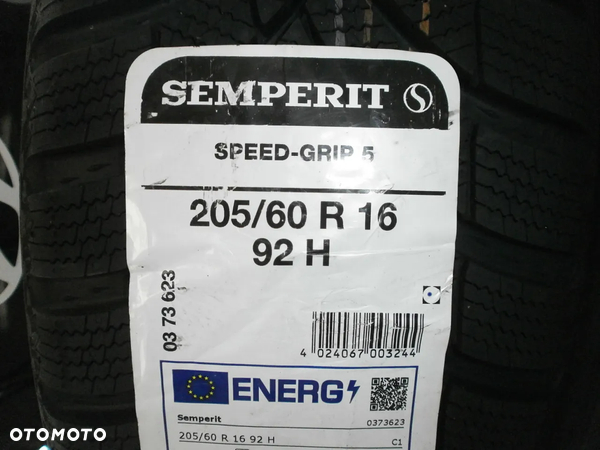 SEMPERIT S
SPEED-GRIP 5
205/60 R 16
92 H
03 73 623
4 024067 003244
ENERG
Semperit 0373623
205/60 R 16 92 H C1
OTOMOTO